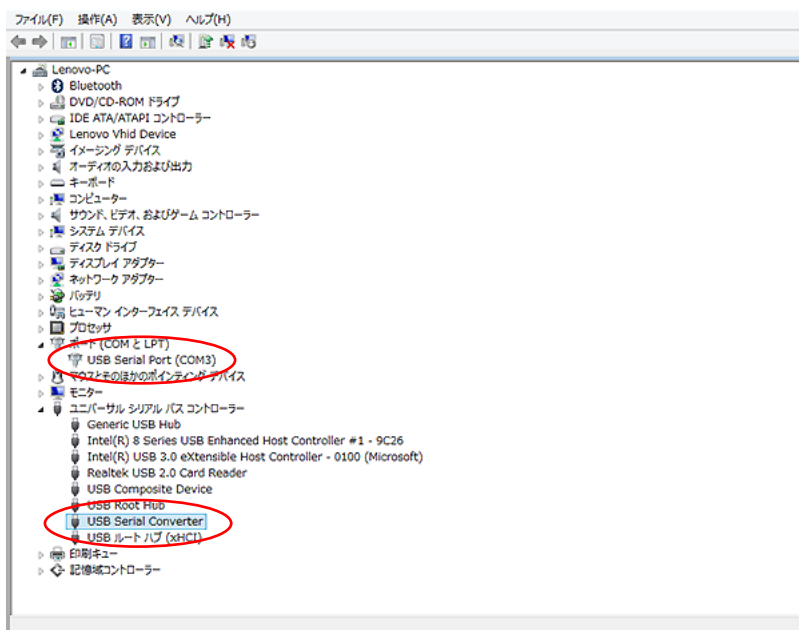 ファイル(F) 操作(A) 表示(V) ヘルプ(H)
Lenovo-PC
Bluetooth
DVD/CD-ROM ドライブ
IDE ATA/ATAPI コントローラー
Lenovo Vhid Device
イメージング デバイス
オーディオの入力および出力
キーボード
コンピューター
サウンド、ビデオ、およびゲーム コントローラー
システム デバイス
ディスク ドライブ
ディスプレイ アダプター
ネットワーク アダプター
バッテリ
ヒューマン インターフェイス デバイス
プロセッサ
ポート (COM と LPT)
USB Serial Port (COM3)
マウスとそのほかのポインティング デバイス
モニター
ユニバーサル シリアル バス コントローラー
Generic USB Hub
Intel(R) 8 Series USB Enhanced Host Controller #1 - 9C26
Intel(R) USB 3.0 eXtensible Host Controller - 0100 (Microsoft)
Realtek USB 2.0 Card Reader
USB Composite Device
USB Root Hub
USB Serial Converter
USB ルート ハブ (xHCI)
印刷キュー
記憶域コントローラー